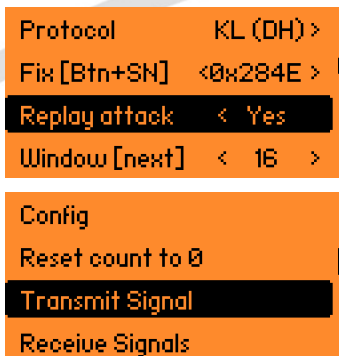 Protocol KL (DH) >
Fix [Btn+SN] <0x284E >
Replay attack < Yes
Window [next] < 16 >
Config
Reset count to 0
Transmit Signal
Receive Signals